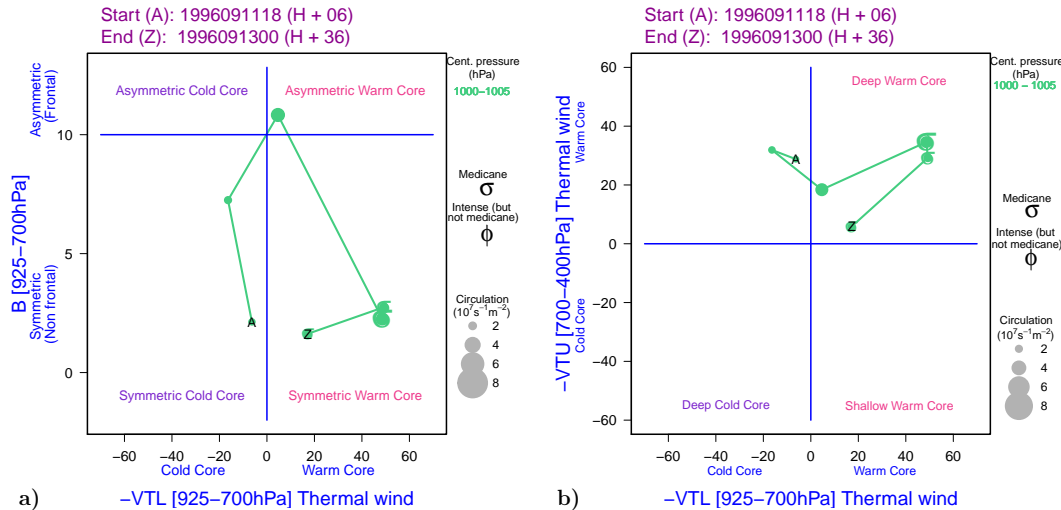 Start (A): 1996091118 (H + 06)
End (Z): 1996091300 (H + 36)
Asymmetric Cold Core
Asymmetric Warm Core
Symmetric Cold Core
Symmetric Warm Core
B [925−700hPa]
Asymmetric
(Frontal)
Symmetric
(Non frontal)
10
5
0
A
Z
−60
−40
−20
0
20
40
60
Cold Core
Warm Core
−VTL [925−700hPa] Thermal wind
a)
Cent. pressure
(hPa)
1000−1005
Medicane
σ
Intense (but
not medicane)
ϕ
Circulation
(10⁷s⁻¹m⁻²)
2
4
6
8
Start (A): 1996091118 (H + 06)
End (Z): 1996091300 (H + 36)
Deep Warm Core
Deep Cold Core
Shallow Warm Core
−VTU [700−400hPa] Thermal wind
Warm Core
Cold Core
60
40
20
0
−20
−40
−60
A
Z
−60
−40
−20
0
20
40
60
Cold Core
Warm Core
−VTL [925−700hPa] Thermal wind
b)
Cent. pressure
(hPa)
1000 − 1005
Medicane
σ
Intense (but
not medicane)
ϕ
Circulation
(10⁷s⁻¹m⁻²)
2
4
6
8